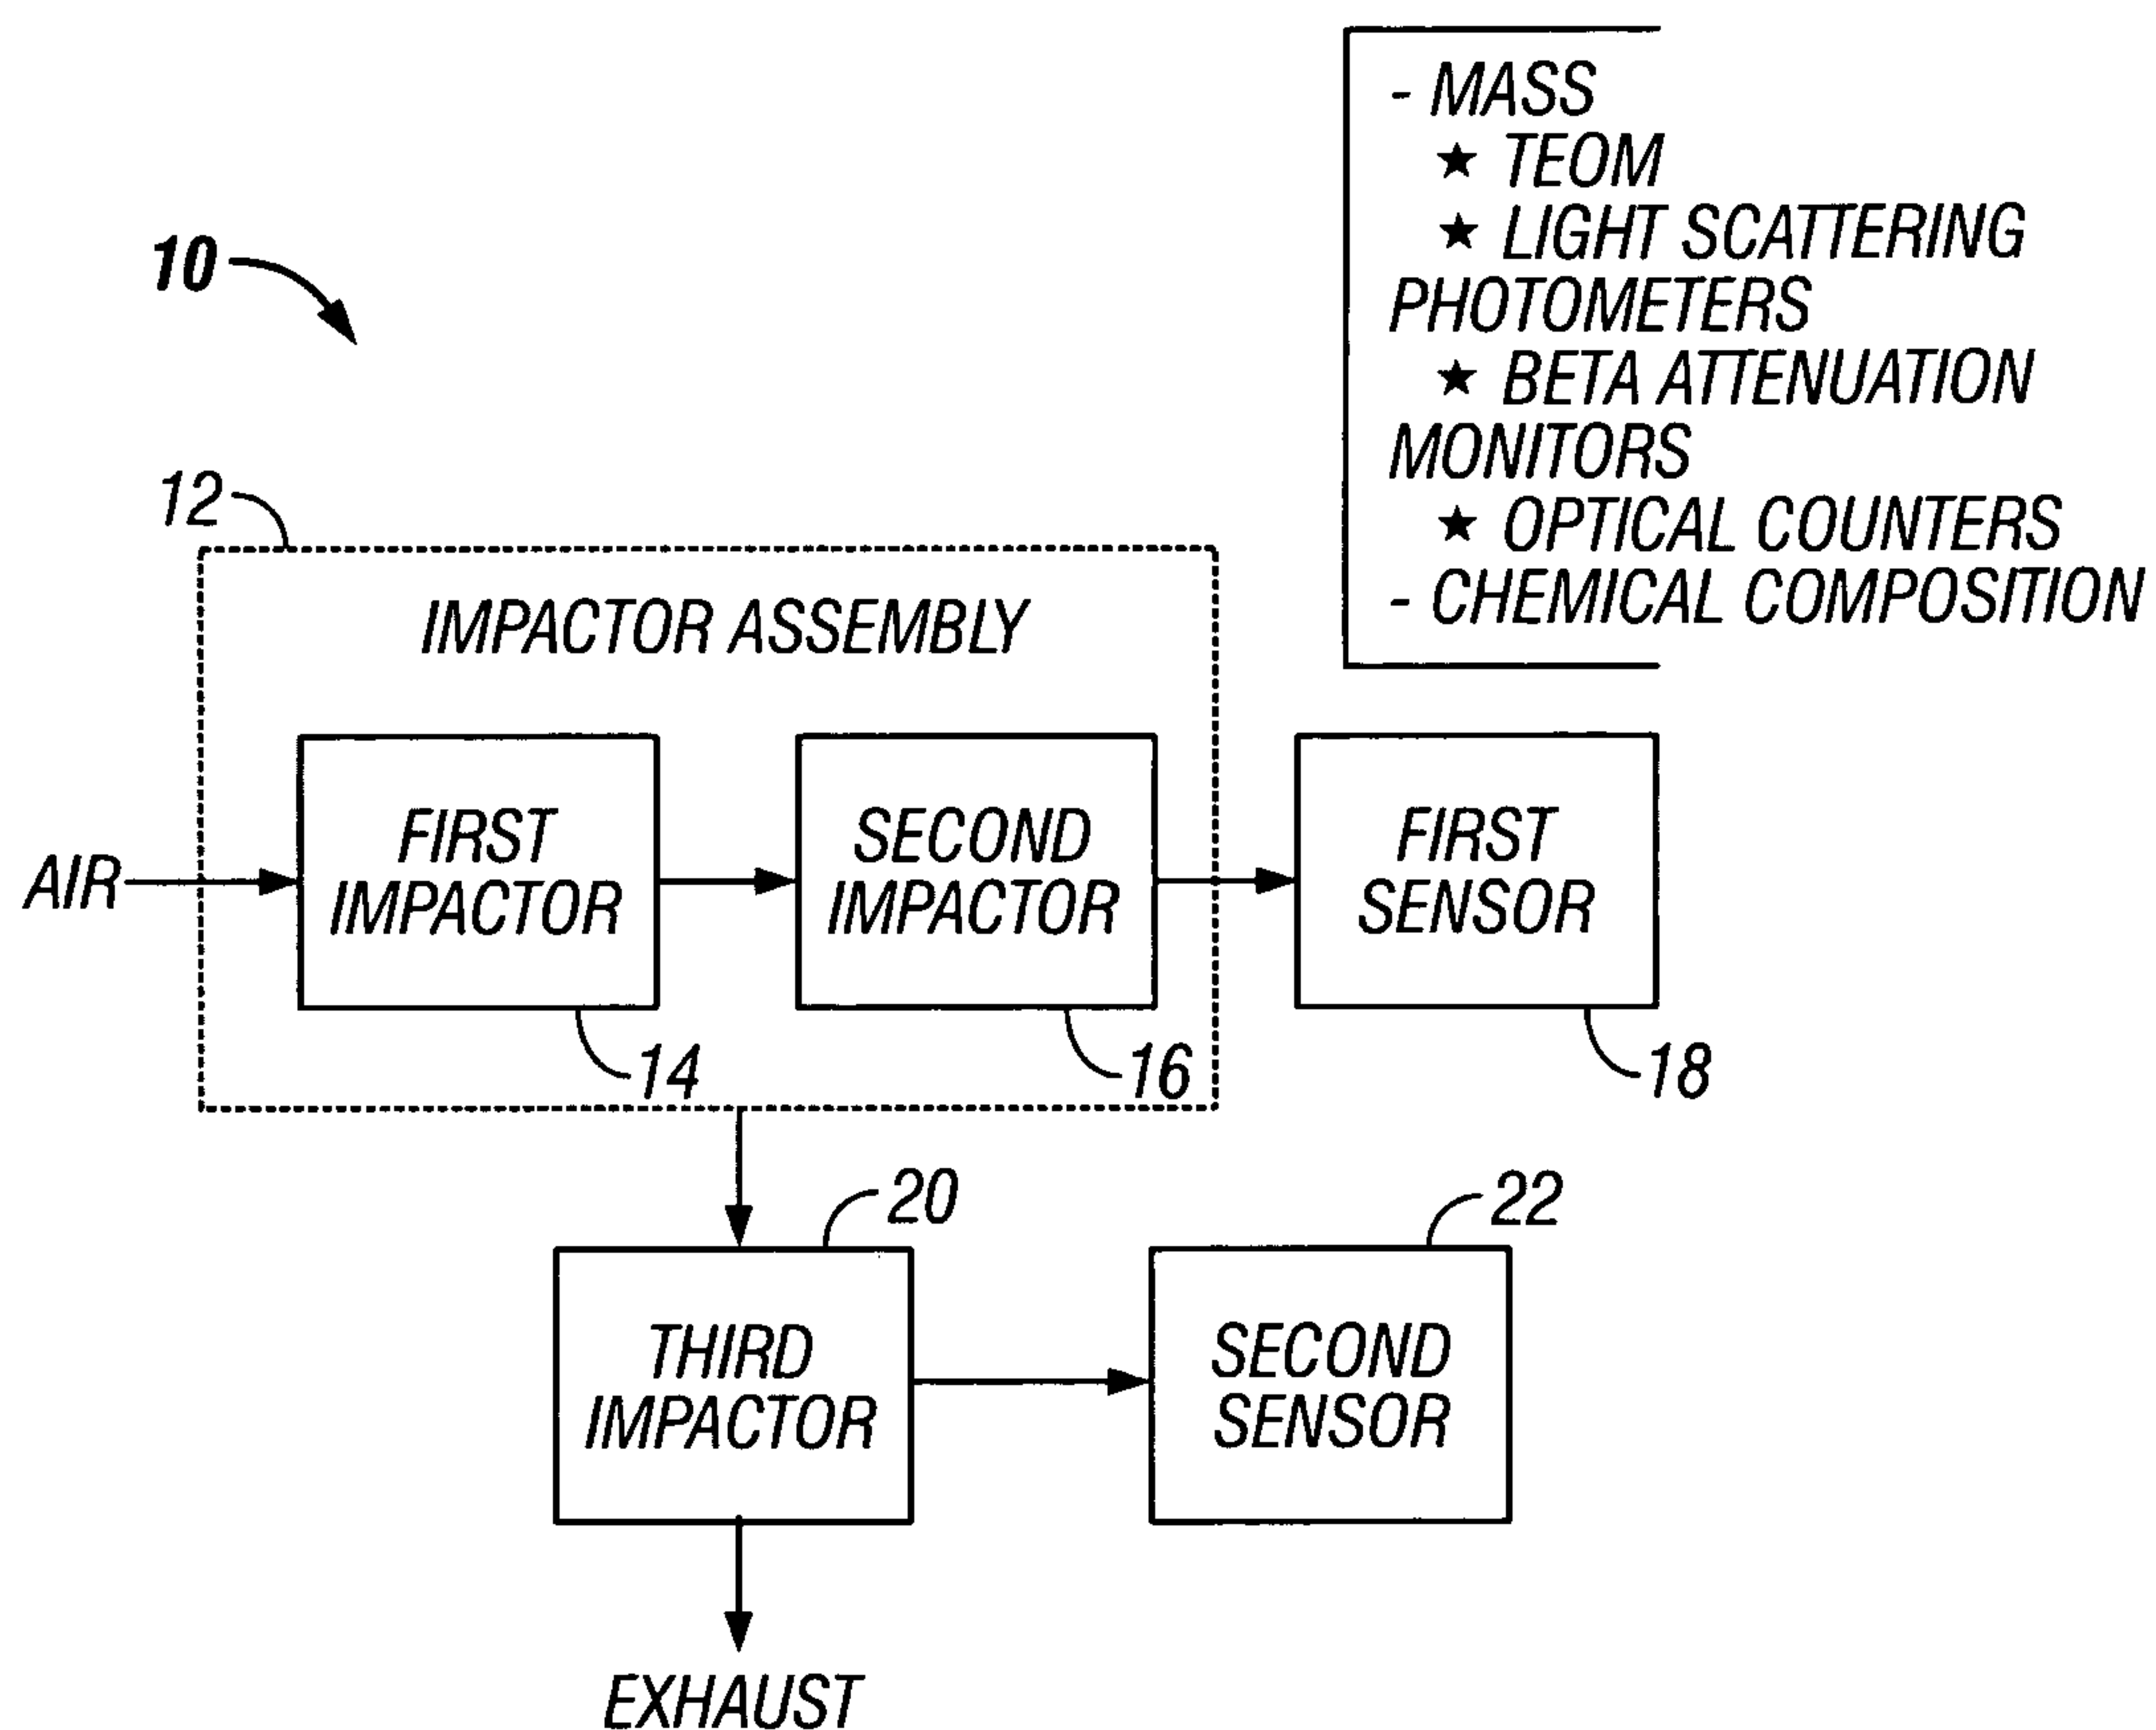 - MASS
★ TEOM
★ LIGHT SCATTERING
PHOTOMETERS
★ BETA ATTENUATION
MONITORS
★ OPTICAL COUNTERS
- CHEMICAL COMPOSITION
10
12
IMPACTOR ASSEMBLY
AIR
FIRST
IMPACTOR
14
SECOND
IMPACTOR
16
FIRST
SENSOR
18
20
THIRD
IMPACTOR
22
SECOND
SENSOR
EXHAUST